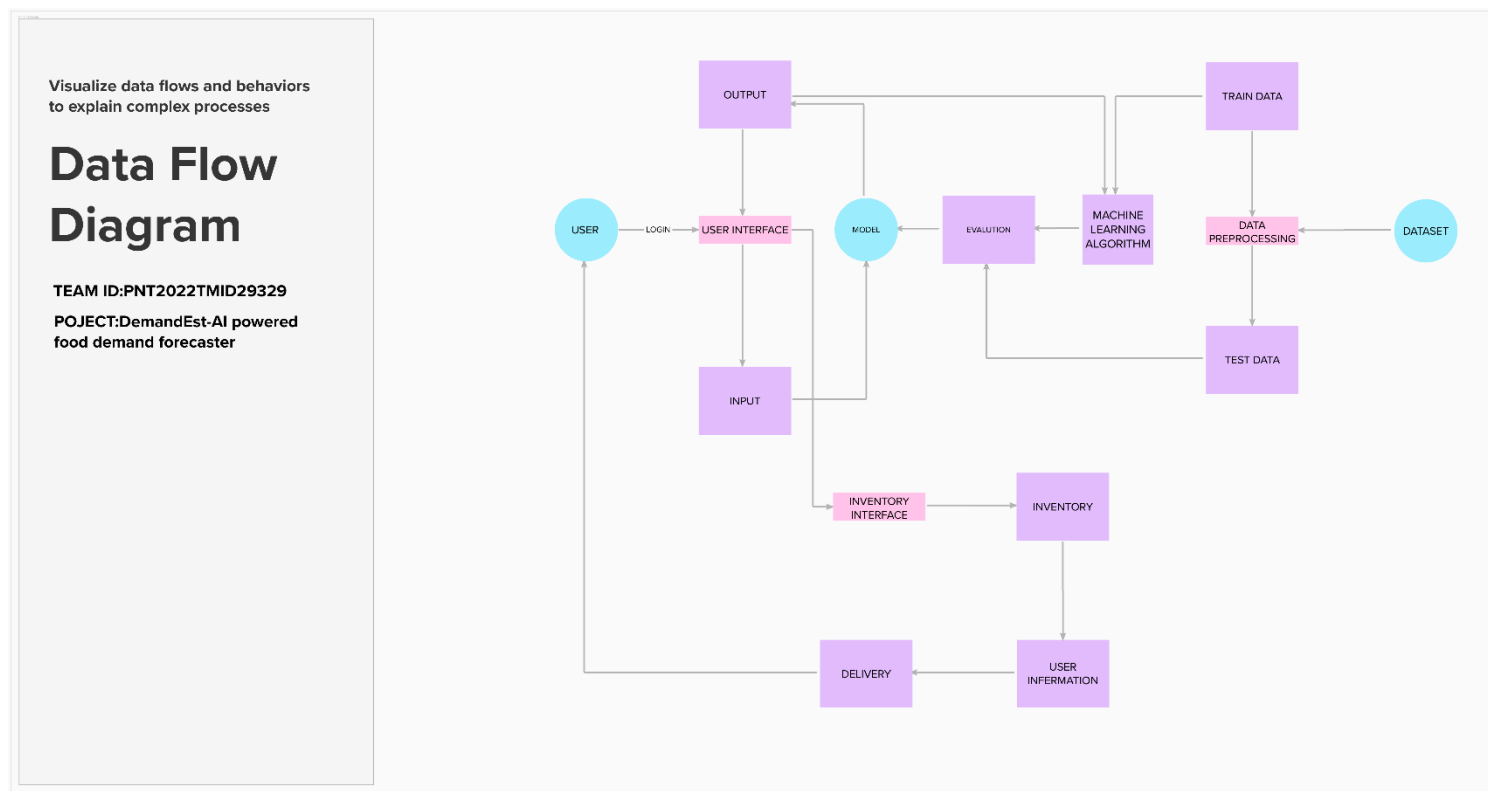 Visualize data flows and behaviors
to explain complex processes
Data Flow
Diagram
TEAM ID:PNT2022TMID29329
POJECT:DemandEst-AI powered
food demand forecaster
OUTPUT
TRAIN DATA
USER
LOGIN
USER INTERFACE
MODEL
EVALUTION
MACHINE
LEARNING
ALGORITHM
DATA
PREPROCESSING
DATASET
TEST DATA
INPUT
INVENTORY
INTERFACE
INVENTORY
DELIVERY
USER
INFERMATION